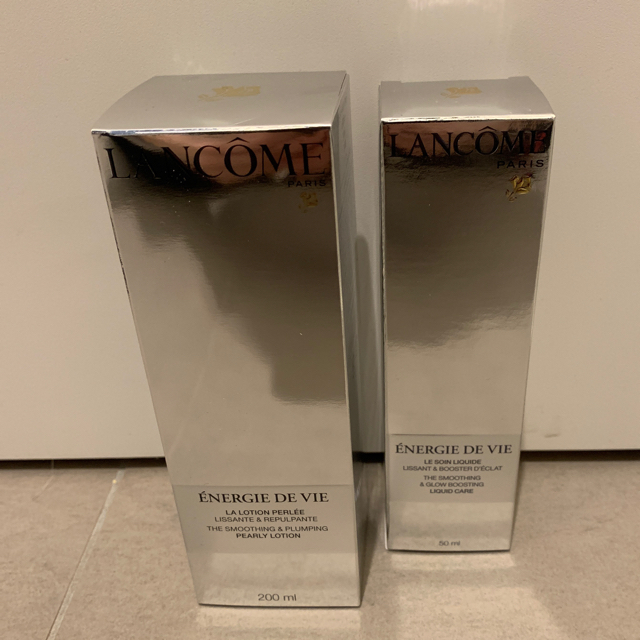 LANCÔME
PARIS
ÉNERGIE DE VIE
LA LOTION PERLÉE
LISSANTE & REPULPANTE
THE SMOOTHING & PLUMPING
PEARLY LOTION
200 ml
LANCÔME
PARIS
ÉNERGIE DE VIE
LE SOIN LIQUIDE
LISSANT & BOOSTER D'ÉCLAT
THE SMOOTHING
& GLOW BOOSTING
LIQUID CARE
50 ml